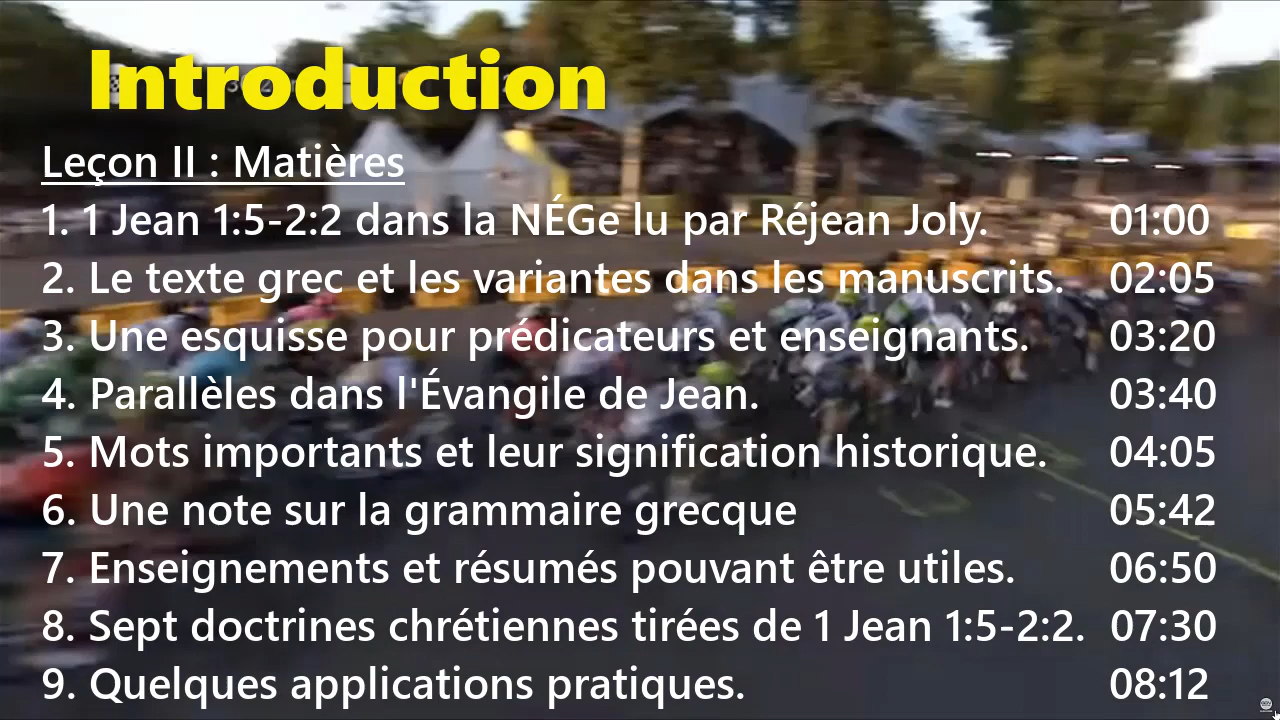 Introduction
Leçon II : Matières
1. 1 Jean 1:5-2:2 dans la NÉGe lu par Réjean Joly. 01:00
2. Le texte grec et les variantes dans les manuscrits. 02:05
3. Une esquisse pour prédicateurs et enseignants. 03:20
4. Parallèles dans l'Évangile de Jean. 03:40
5. Mots importants et leur signification historique. 04:05
6. Une note sur la grammaire grecque 05:42
7. Enseignements et résumés pouvant être utiles. 06:50
8. Sept doctrines chrétiennes tirées de 1 Jean 1:5-2:2. 07:30
9. Quelques applications pratiques. 08:12